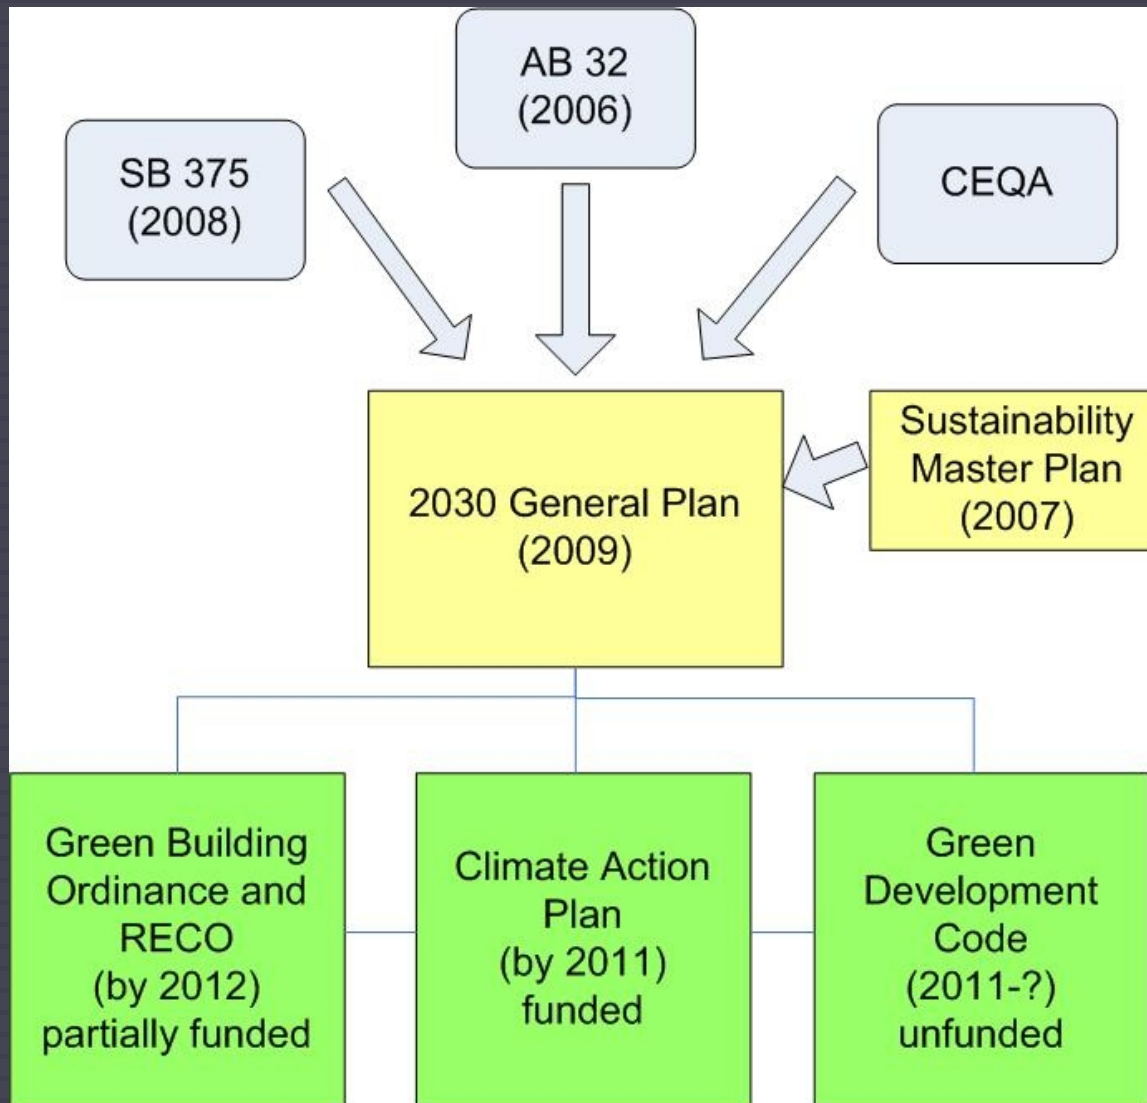 AB 32
(2006)
SB 375
(2008)
CEQA
2030 General Plan
(2009)
Sustainability
Master Plan
(2007)
Green Building
Ordinance and
RECO
(by 2012)
partially funded
Climate Action
Plan
(by 2011)
funded
Green
Development
Code
(2011-?)
unfunded